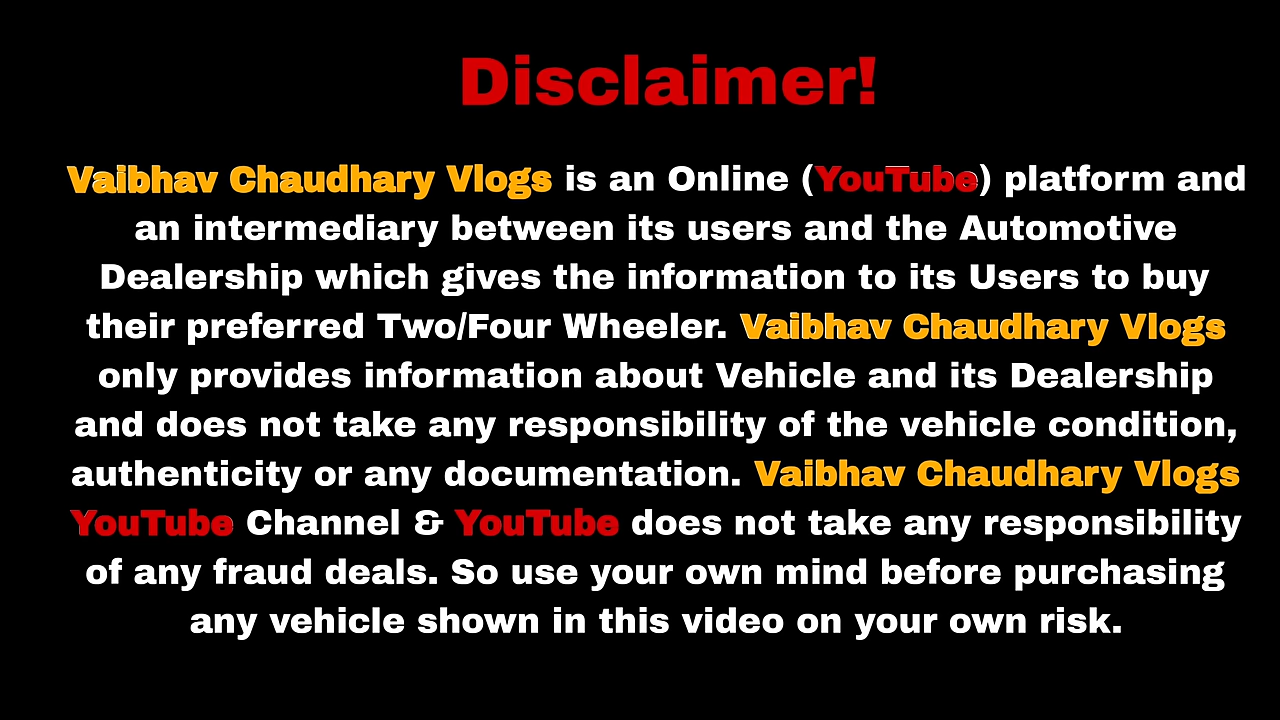 Disclaimer!
Vaibhav Chaudhary Vlogs is an Online (YouTube) platform and
an intermediary between its users and the Automotive
Dealership which gives the information to its Users to buy
their preferred Two/Four Wheeler. Vaibhav Chaudhary Vlogs
only provides information about Vehicle and its Dealership
and does not take any responsibility of the vehicle condition,
authenticity or any documentation. Vaibhav Chaudhary Vlogs
YouTube Channel & YouTube does not take any responsibility
of any fraud deals. So use your own mind before purchasing
any vehicle shown in this video on your own risk.